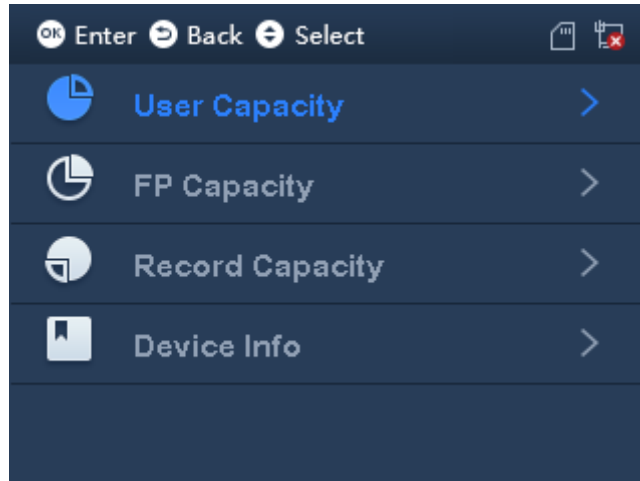 OK Enter Back Select
User Capacity
FP Capacity
Record Capacity
Device Info